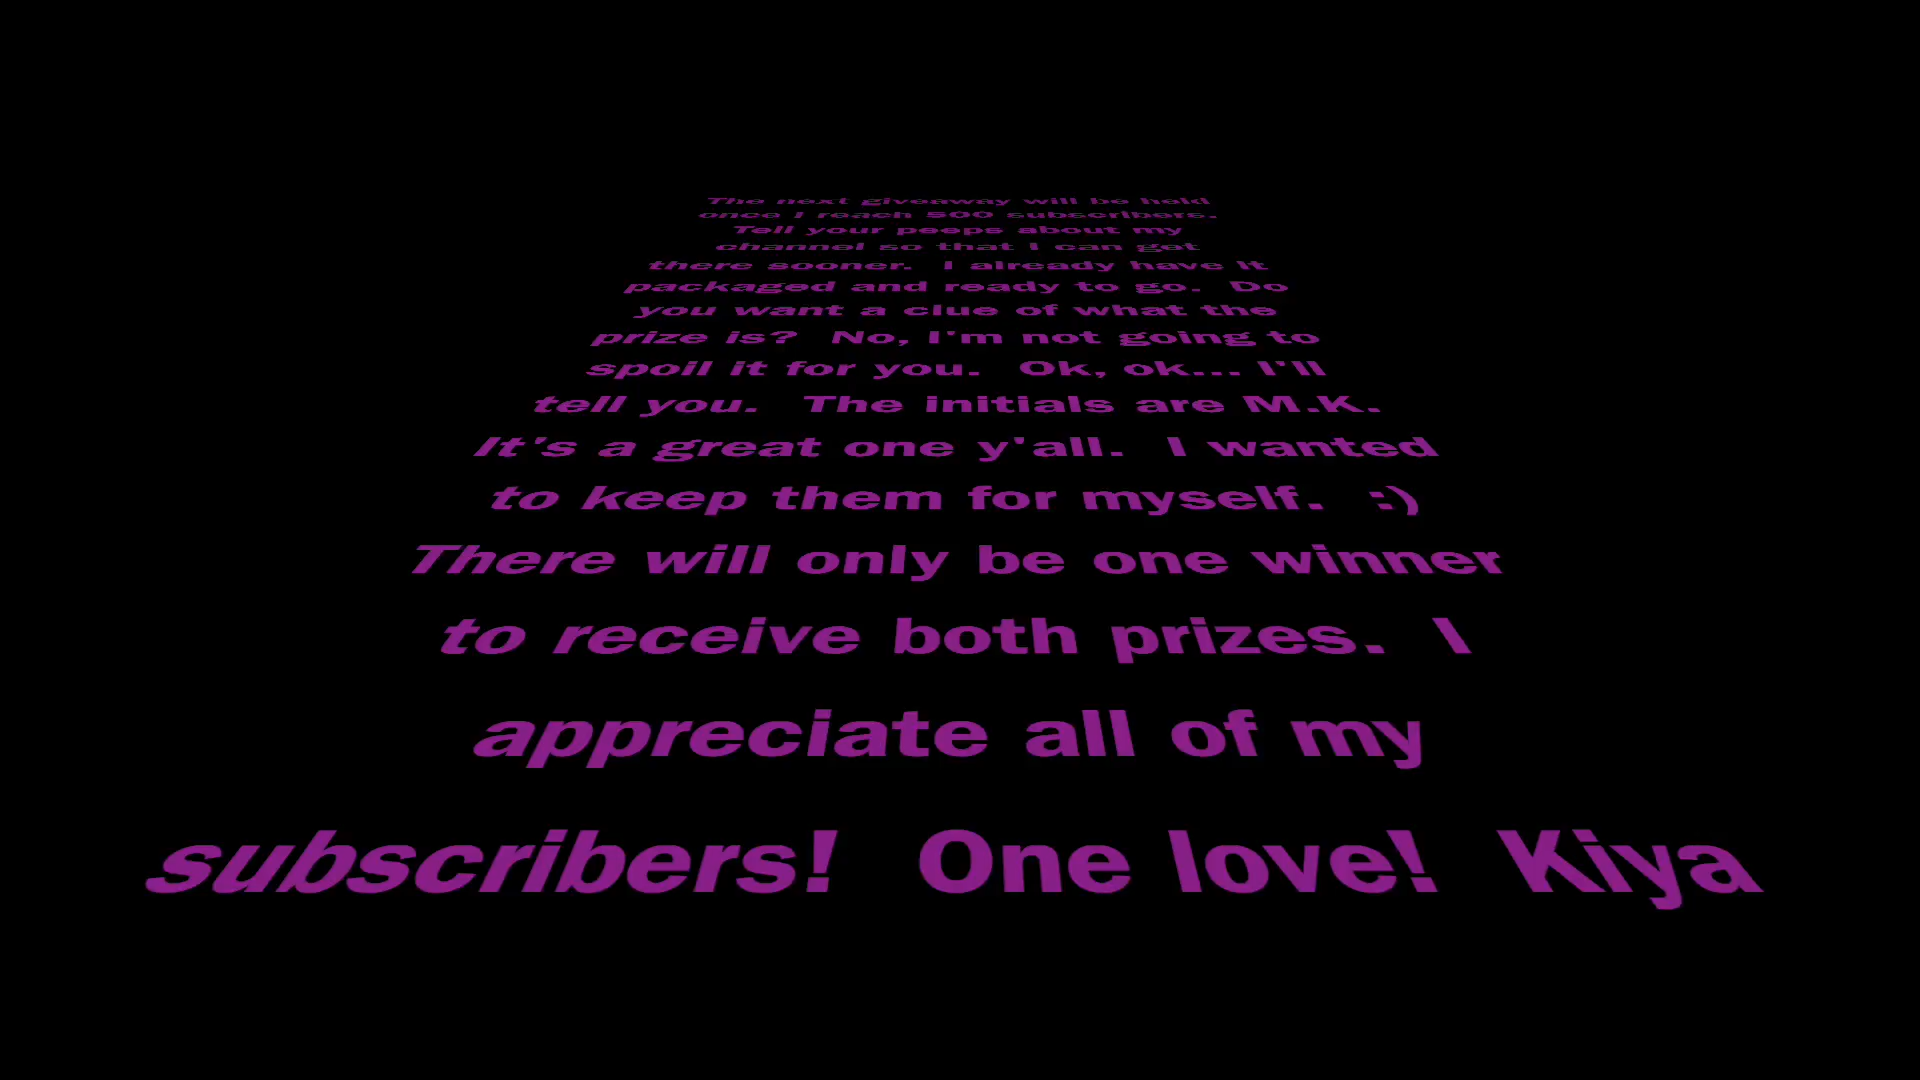 The next giveaway will be held
once I reach 500 subscribers.
Tell your peeps about my
channel so that I can get
there sooner.  I already have it
packaged and ready to go.  Do
you want a clue of what the
prize is?  No, I'm not going to
spoil it for you.  Ok, ok... I'll
tell you.  The initials are M.K.
It's a great one y'all.  I wanted
to keep them for myself.  :)
There will only be one winner
to receive both prizes.  I
appreciate all of my
subscribers!  One love!  Kiya